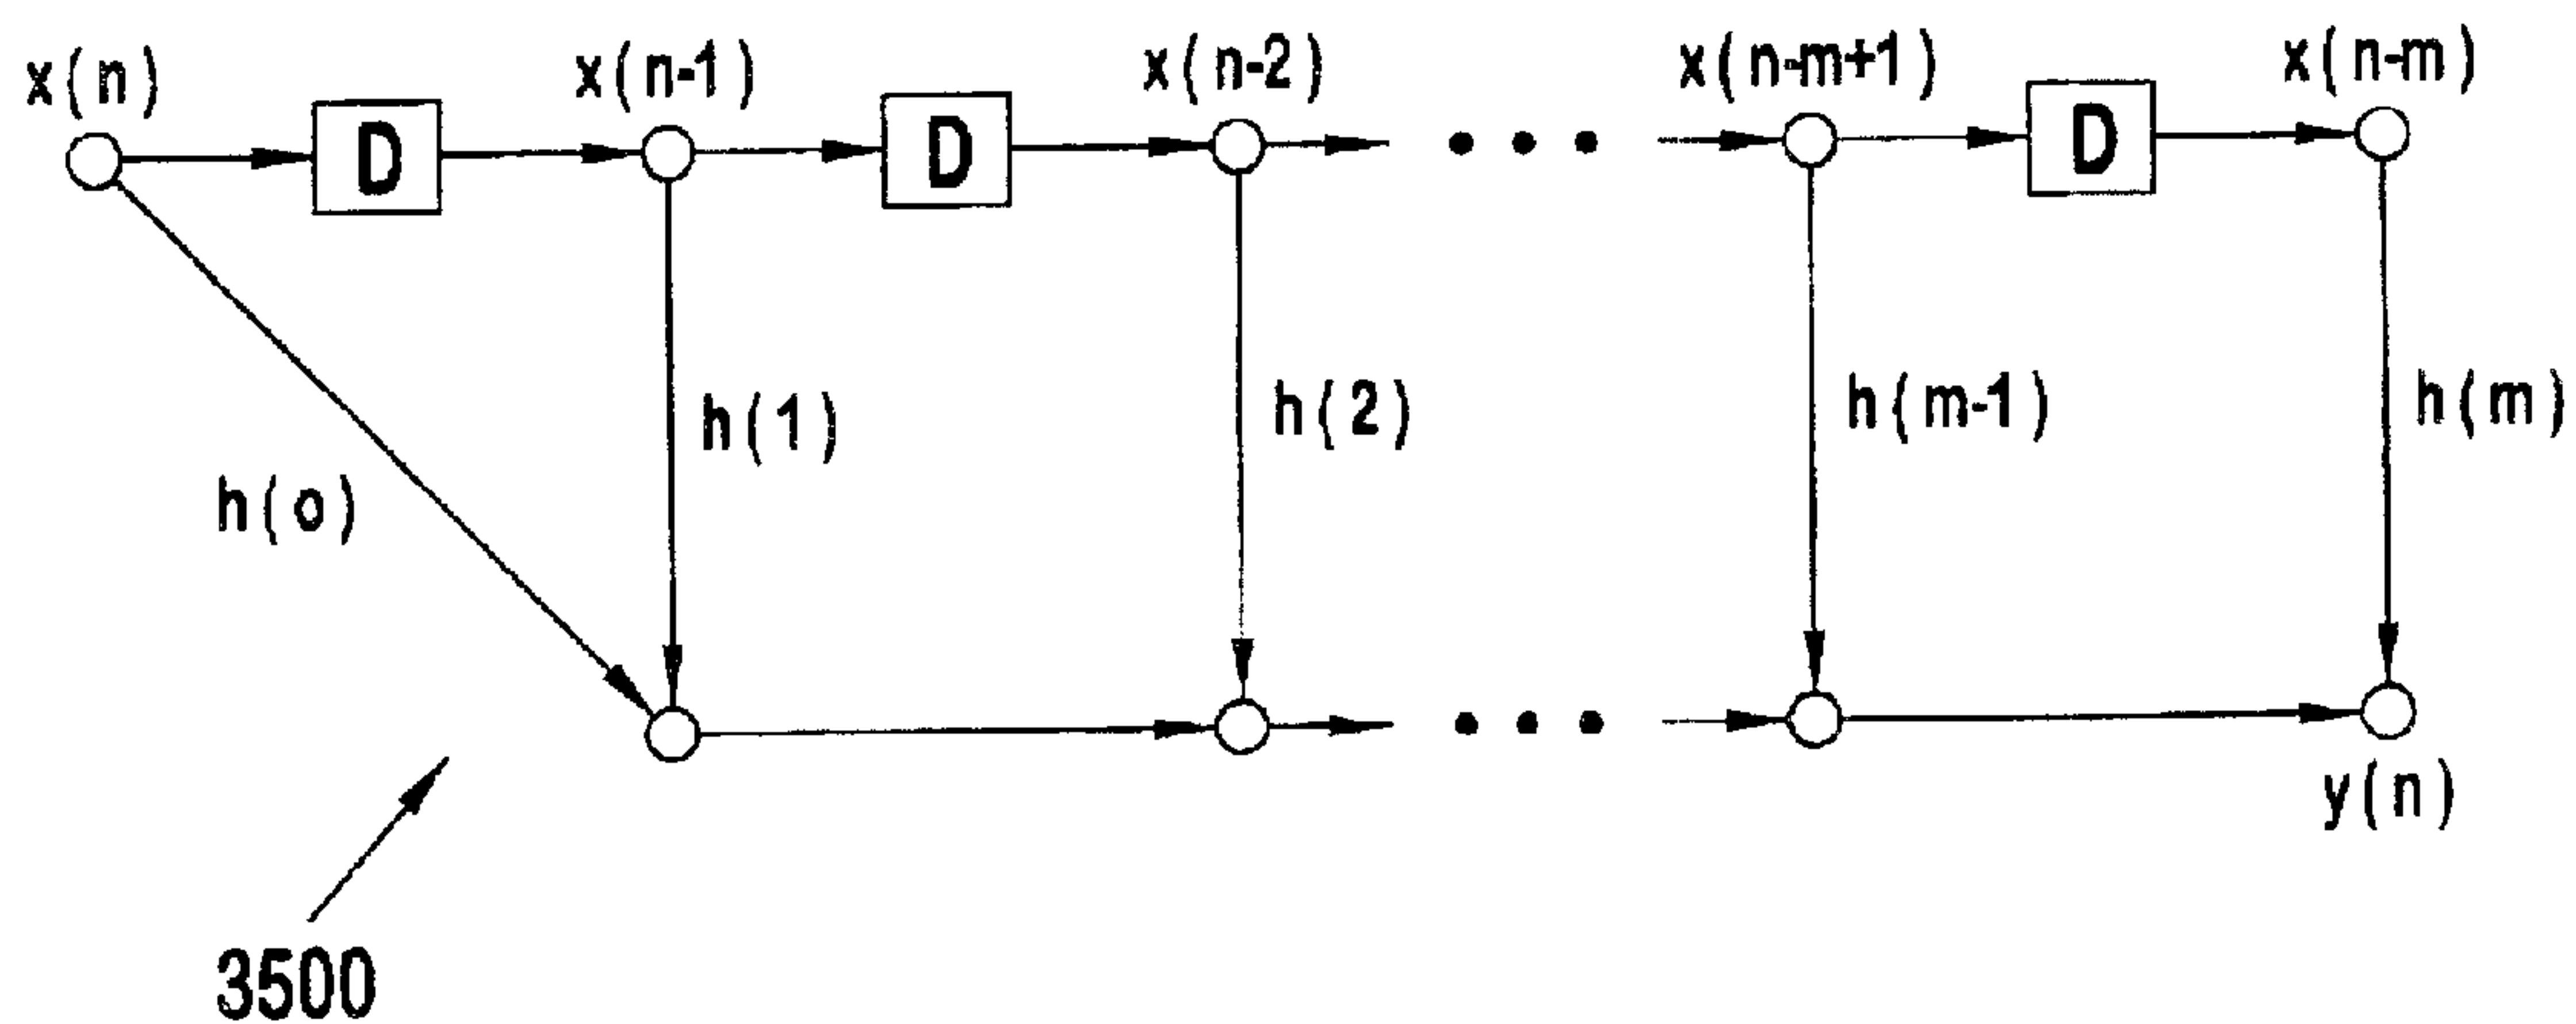 x(n) x(n-1) x(n-2) x(n-m+1) x(n-m)
D D D
h(o) h(1) h(2) h(m-1) h(m)
y(n)
3500